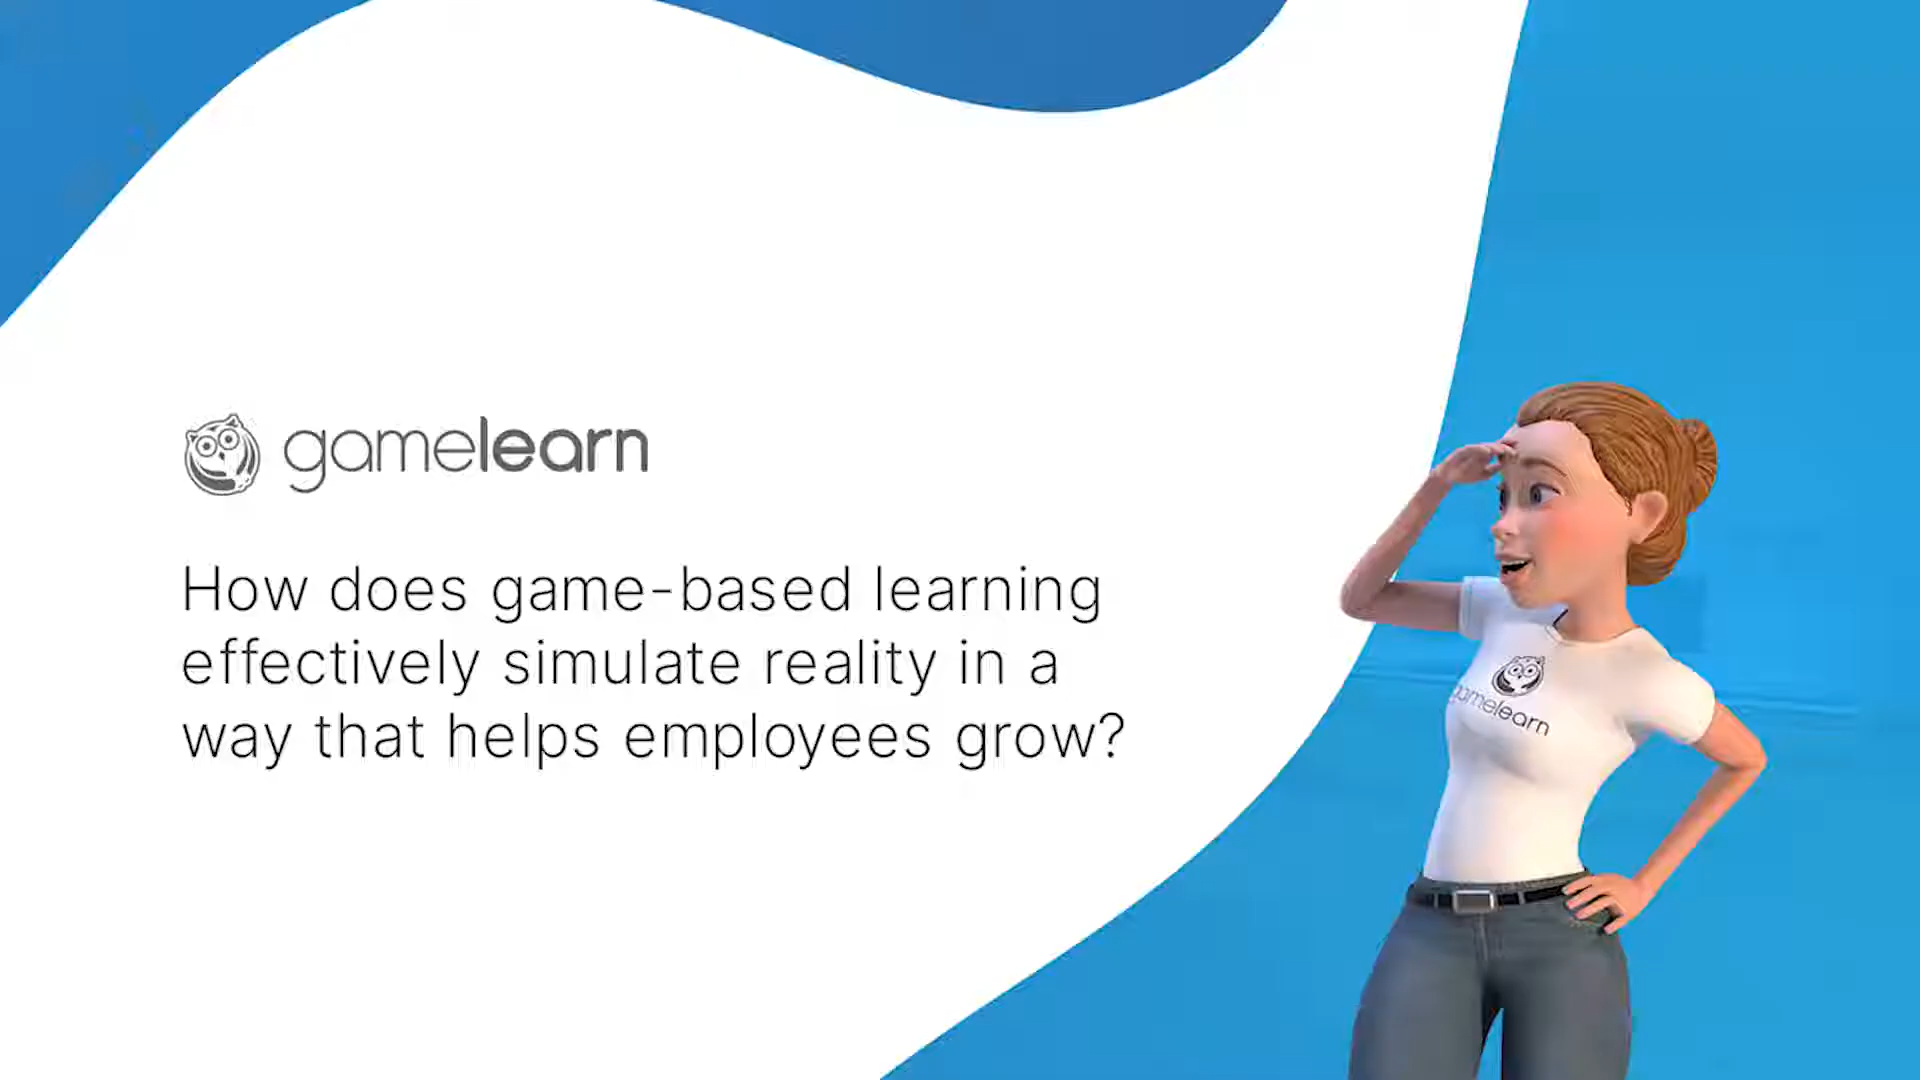 gamelearn
How does game-based learning
effectively simulate reality in a
way that helps employees grow?
gamelearn